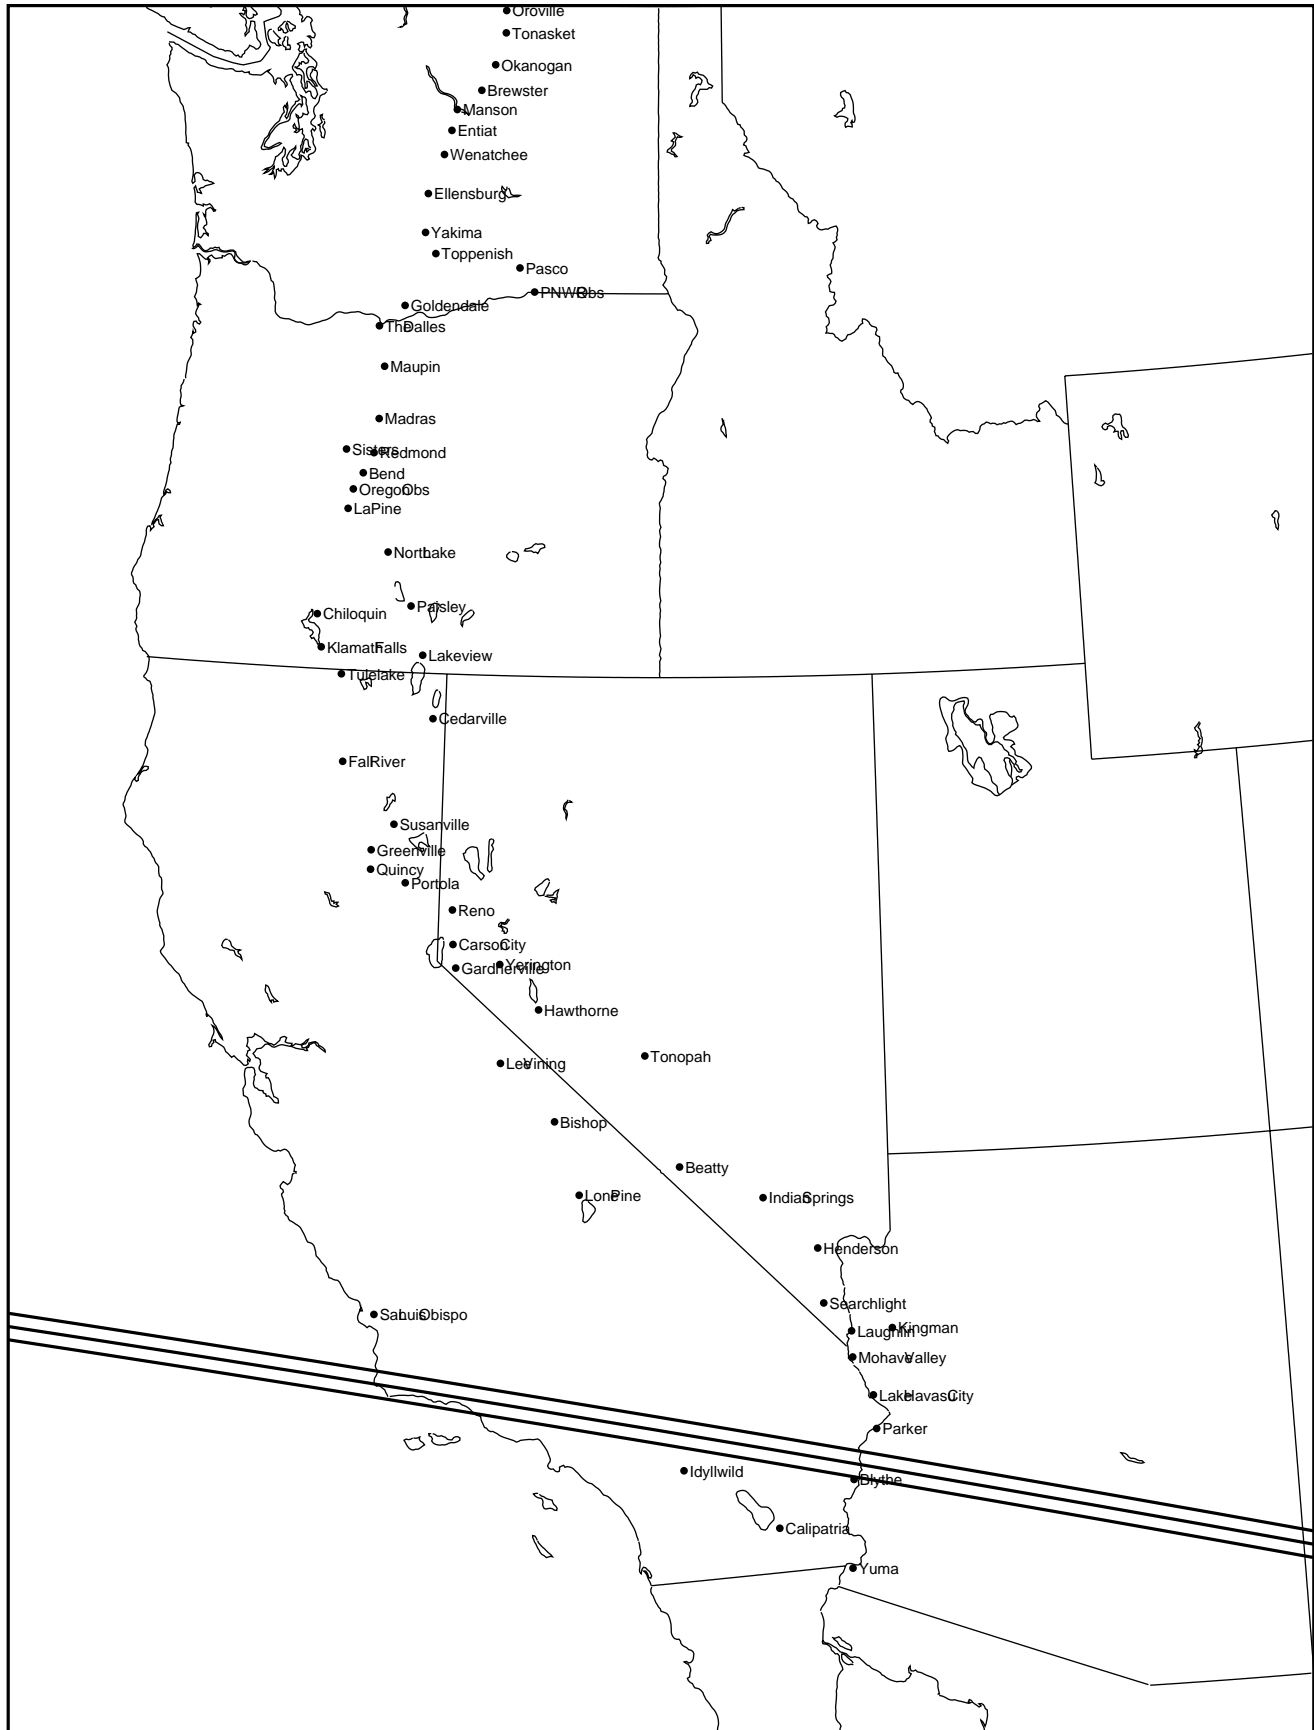 Oroville
Tonasket
Okanogan
Brewster
Manson
Entiat
Wenatchee
Ellensburg
Yakima
Toppenish
Pasco
PNWRObs
Goldendale
TheDalles
Maupin
Madras
Sisters
Redmond
Bend
OregonObs
LaPine
NorthLake
Paisley
Chiloquin
KlamathFalls
Lakeview
Tulelake
Cedarville
FallRiver
Susanville
Greenville
Quincy
Portola
Reno
CarsonCity
Yerington
Gardnerville
Hawthorne
Tonopah
LeeVining
Bishop
Beatty
LonePine
IndianSprings
Henderson
Searchlight
SanLuisObispo
Kingman
Laughlin
MohaveValley
LakeHavasuCity
Parker
Idyllwild
Blythe
Calipatria
Yuma